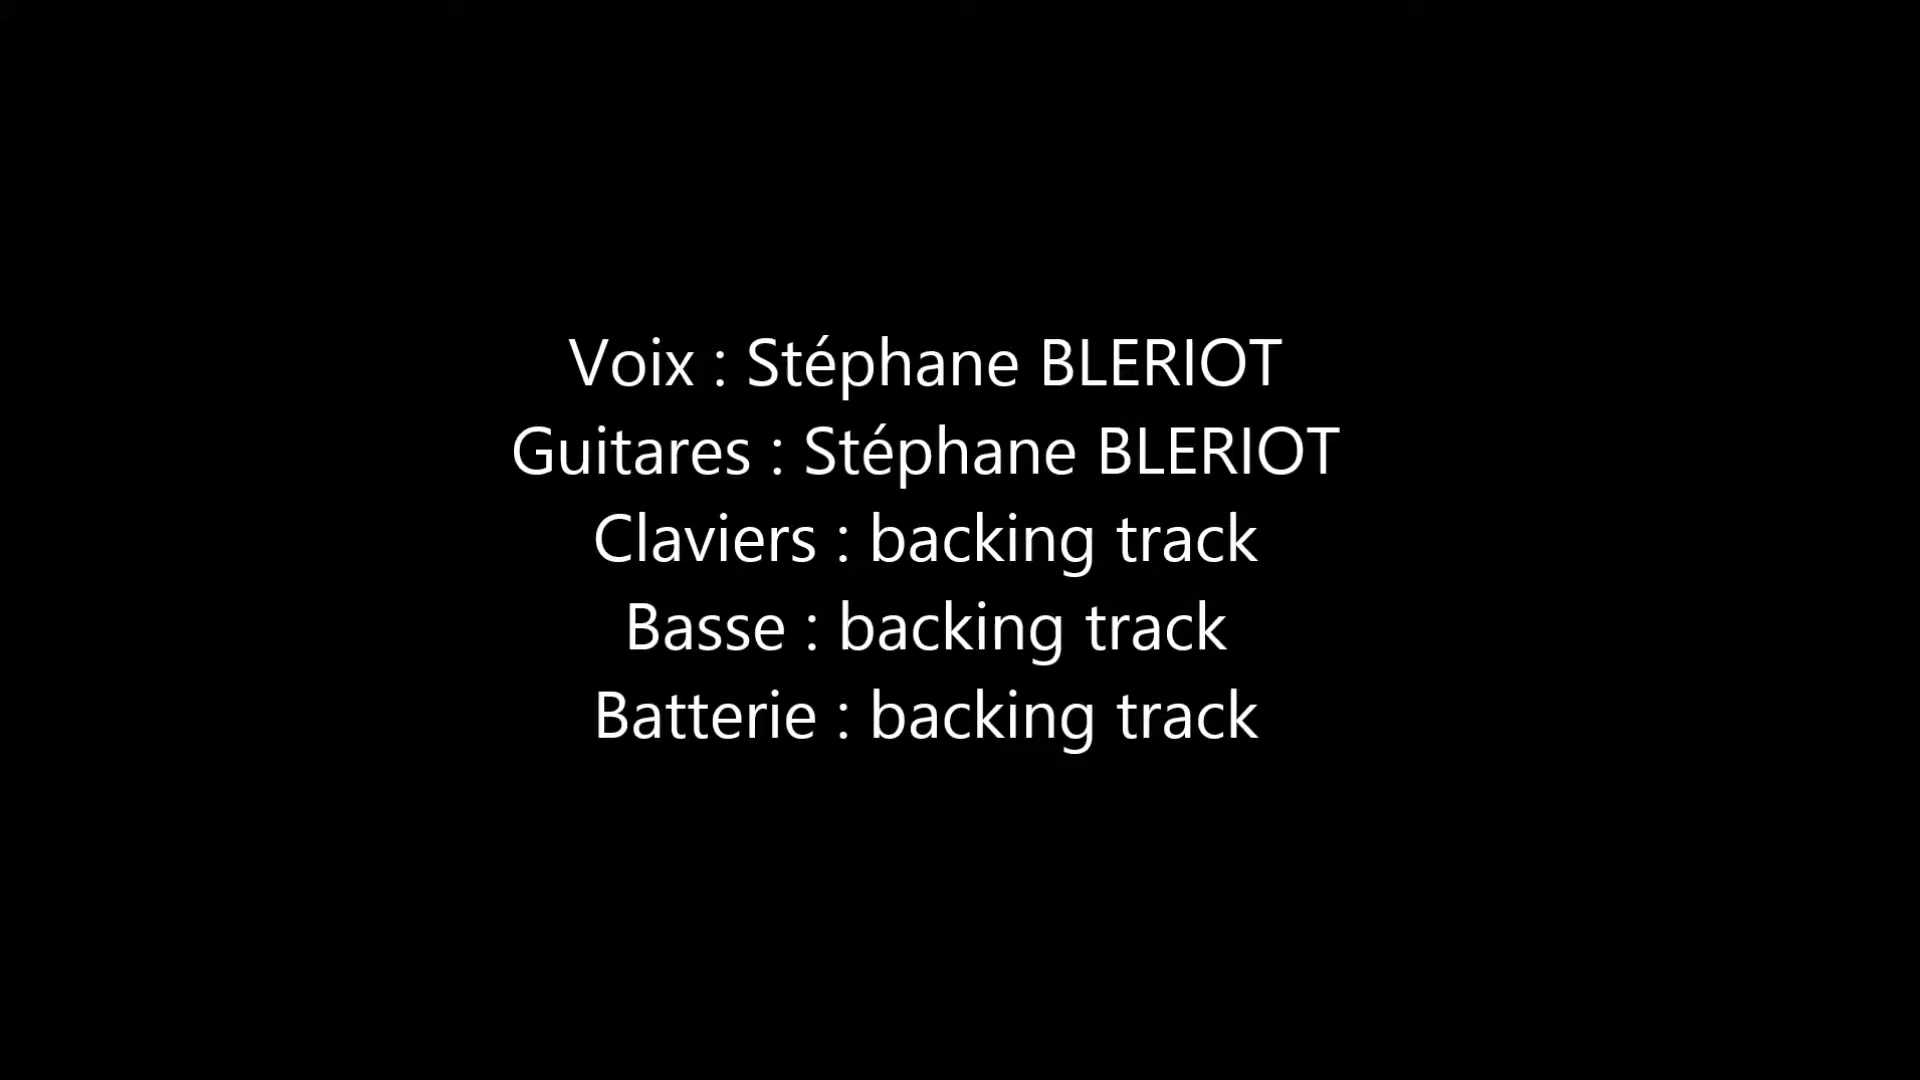 Voix : Stéphane BLERIOT
Guitares : Stéphane BLERIOT
Claviers : backing track
Basse : backing track
Batterie : backing track